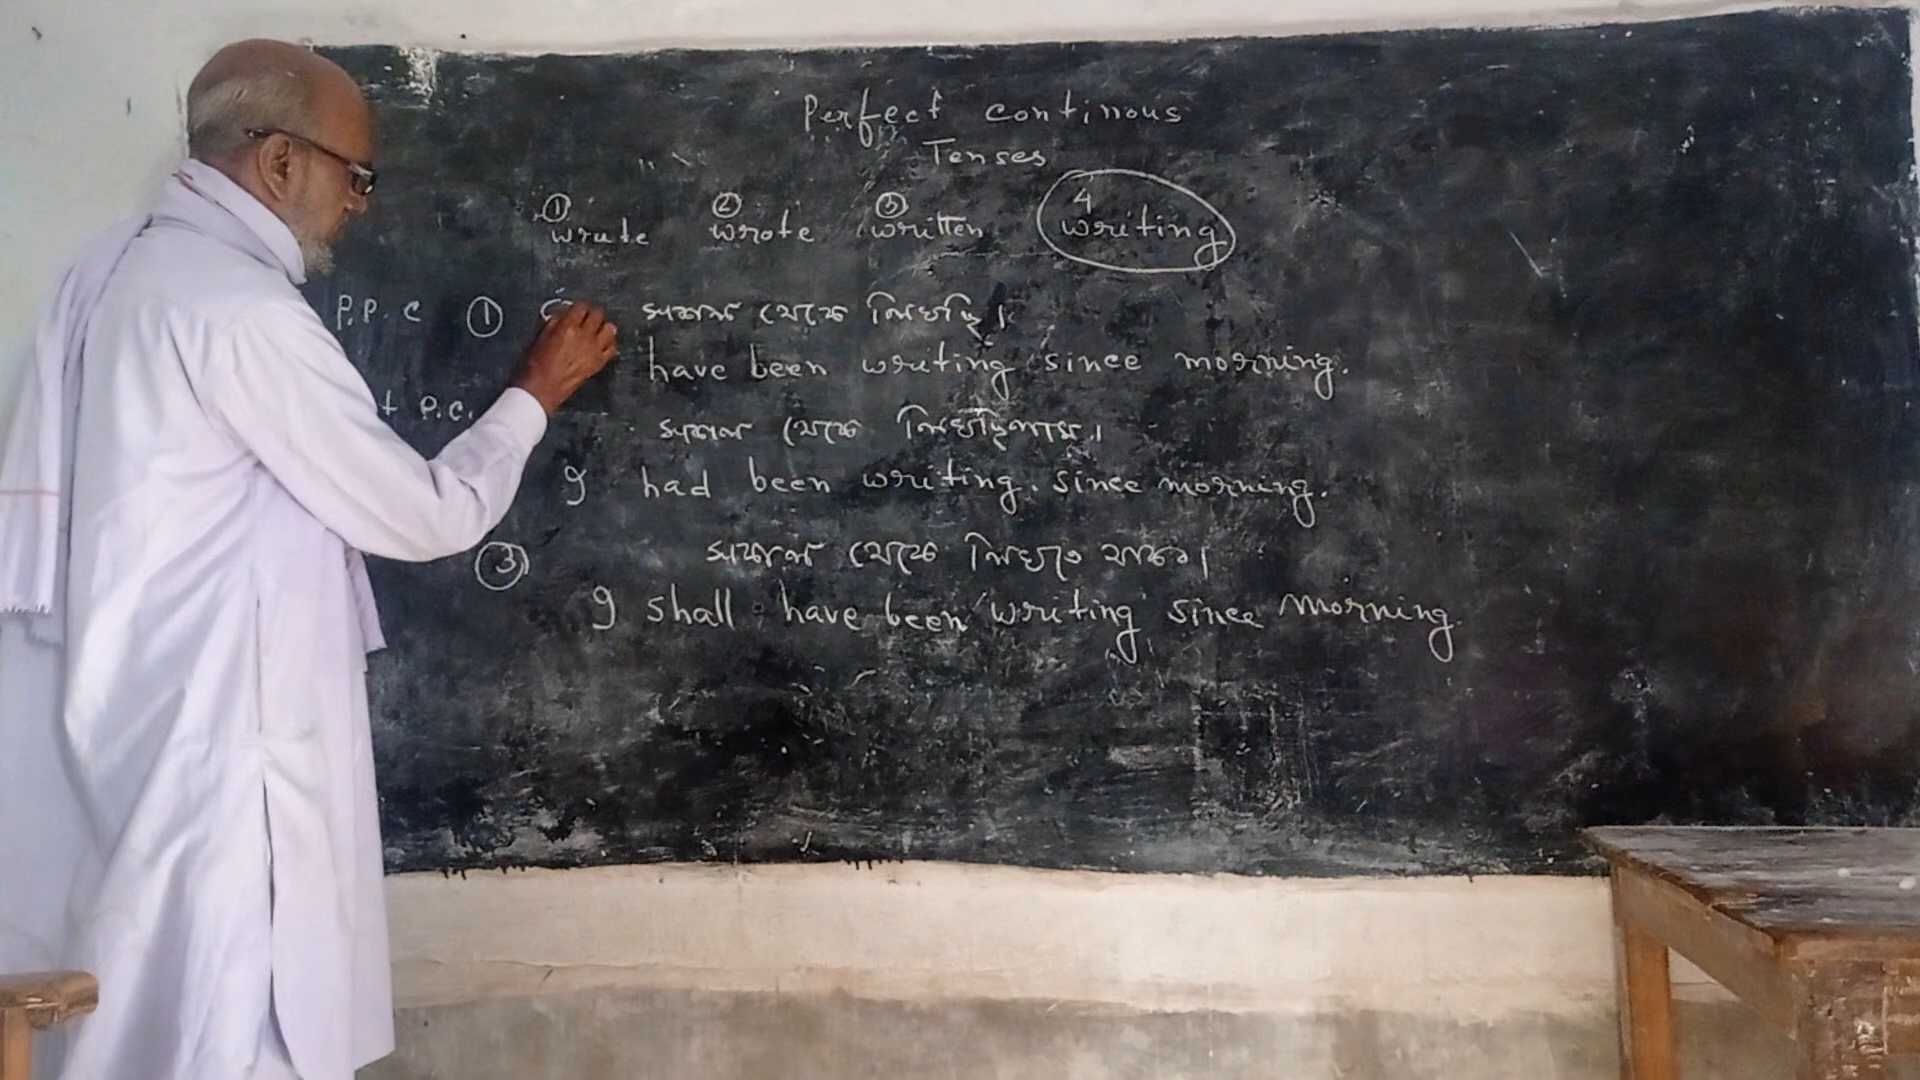 Perfect continous
Tenses
① ② ③ 4
write wrote written writing
P.P.C ① সকাল থেকে লিখছি।
have been writing since morning.
P.C.
সকাল থেকে লিখছিলাম।
I had been writing. since morning.
③ সকাল থেকে লিখতে থাকব।
I shall have been writing since morning.